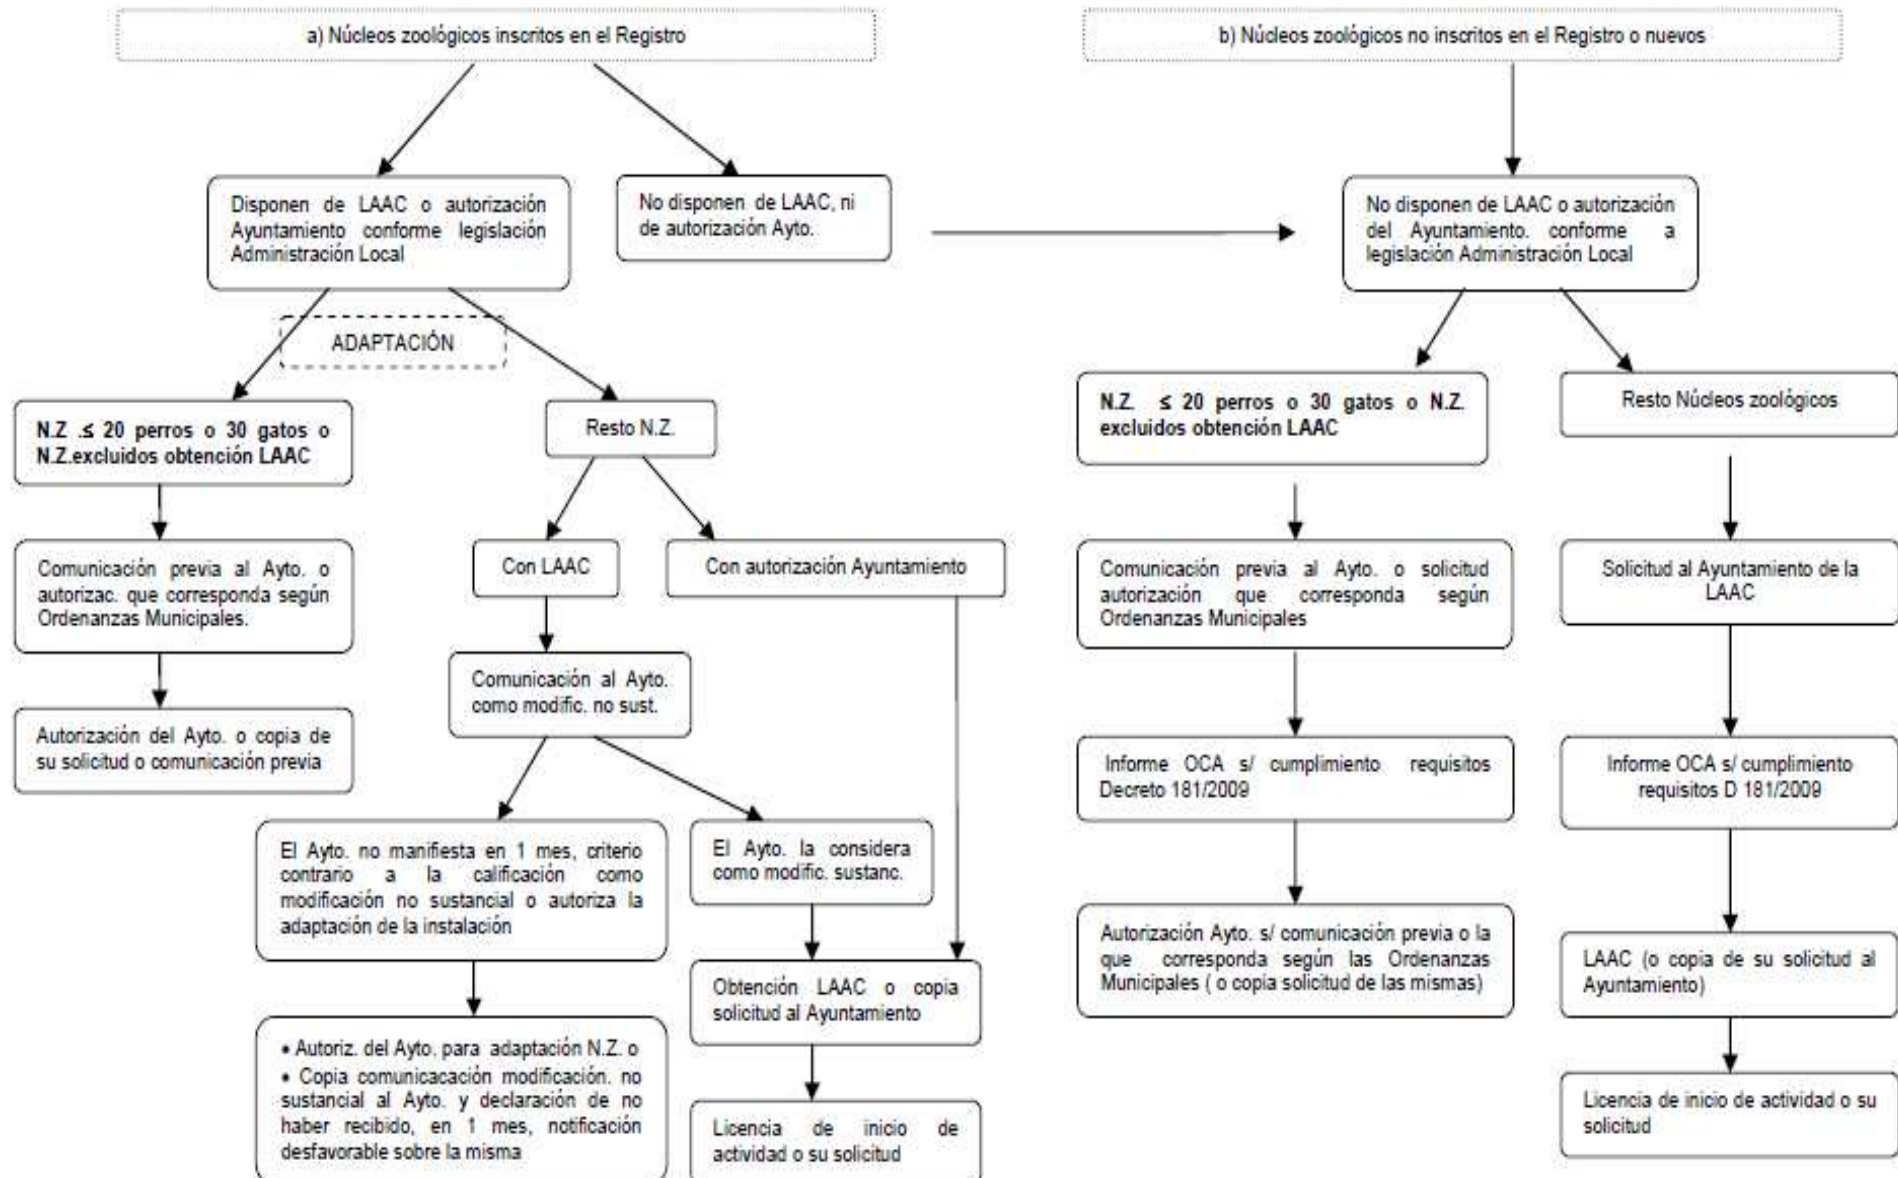 a) Núcleos zoológicos inscritos en el Registro
b) Núcleos zoológicos no inscritos en el Registro o nuevos
Disponen de LAAC o autorización
Ayuntamiento conforme legislación
Administración Local
No disponen de LAAC, ni
de autorización Ayto.
No disponen de LAAC o autorización
del Ayuntamiento. conforme a
legislación Administración Local
ADAPTACIÓN
N.Z .≤ 20 perros o 30 gatos o
N.Z.excluidos obtención LAAC
Resto N.Z.
N.Z. ≤ 20 perros o 30 gatos o N.Z.
excluidos obtención LAAC
Resto Núcleos zoológicos
Comunicación previa al Ayto. o
autorizac. que corresponda según
Ordenanzas Municipales.
Con LAAC
Con autorización Ayuntamiento
Comunicación previa al Ayto. o solicitud
autorización que corresponda según
Ordenanzas Municipales
Solicitud al Ayuntamiento de la
LAAC
Comunicación al Ayto.
como modific. no sust.
Autorización del Ayto. o copia de
su solicitud o comunicación previa
Informe OCA s/ cumplimiento requisitos
Decreto 181/2009
Informe OCA s/ cumplimiento
requisitos D 181/2009
El Ayto. no manifiesta en 1 mes, criterio
contrario a la calificación como
modificación no sustancial o autoriza la
adaptación de la instalación
El Ayto. la considera
como modific. sustanc.
Autorización Ayto. s/ comunicación previa o la
que corresponda según las Ordenanzas
Municipales ( o copia solicitud de las mismas)
LAAC (o copia de su solicitud al
Ayuntamiento)
Obtención LAAC o copia
solicitud al Ayuntamiento
• Autoriz. del Ayto. para adaptación N.Z. o
• Copia comunicacación modificación. no
sustancial al Ayto. y declaración de no
haber recibido, en 1 mes, notificación
desfavorable sobre la misma
Licencia de inicio de
actividad o su solicitud
Licencia de inicio de actividad o su
solicitud